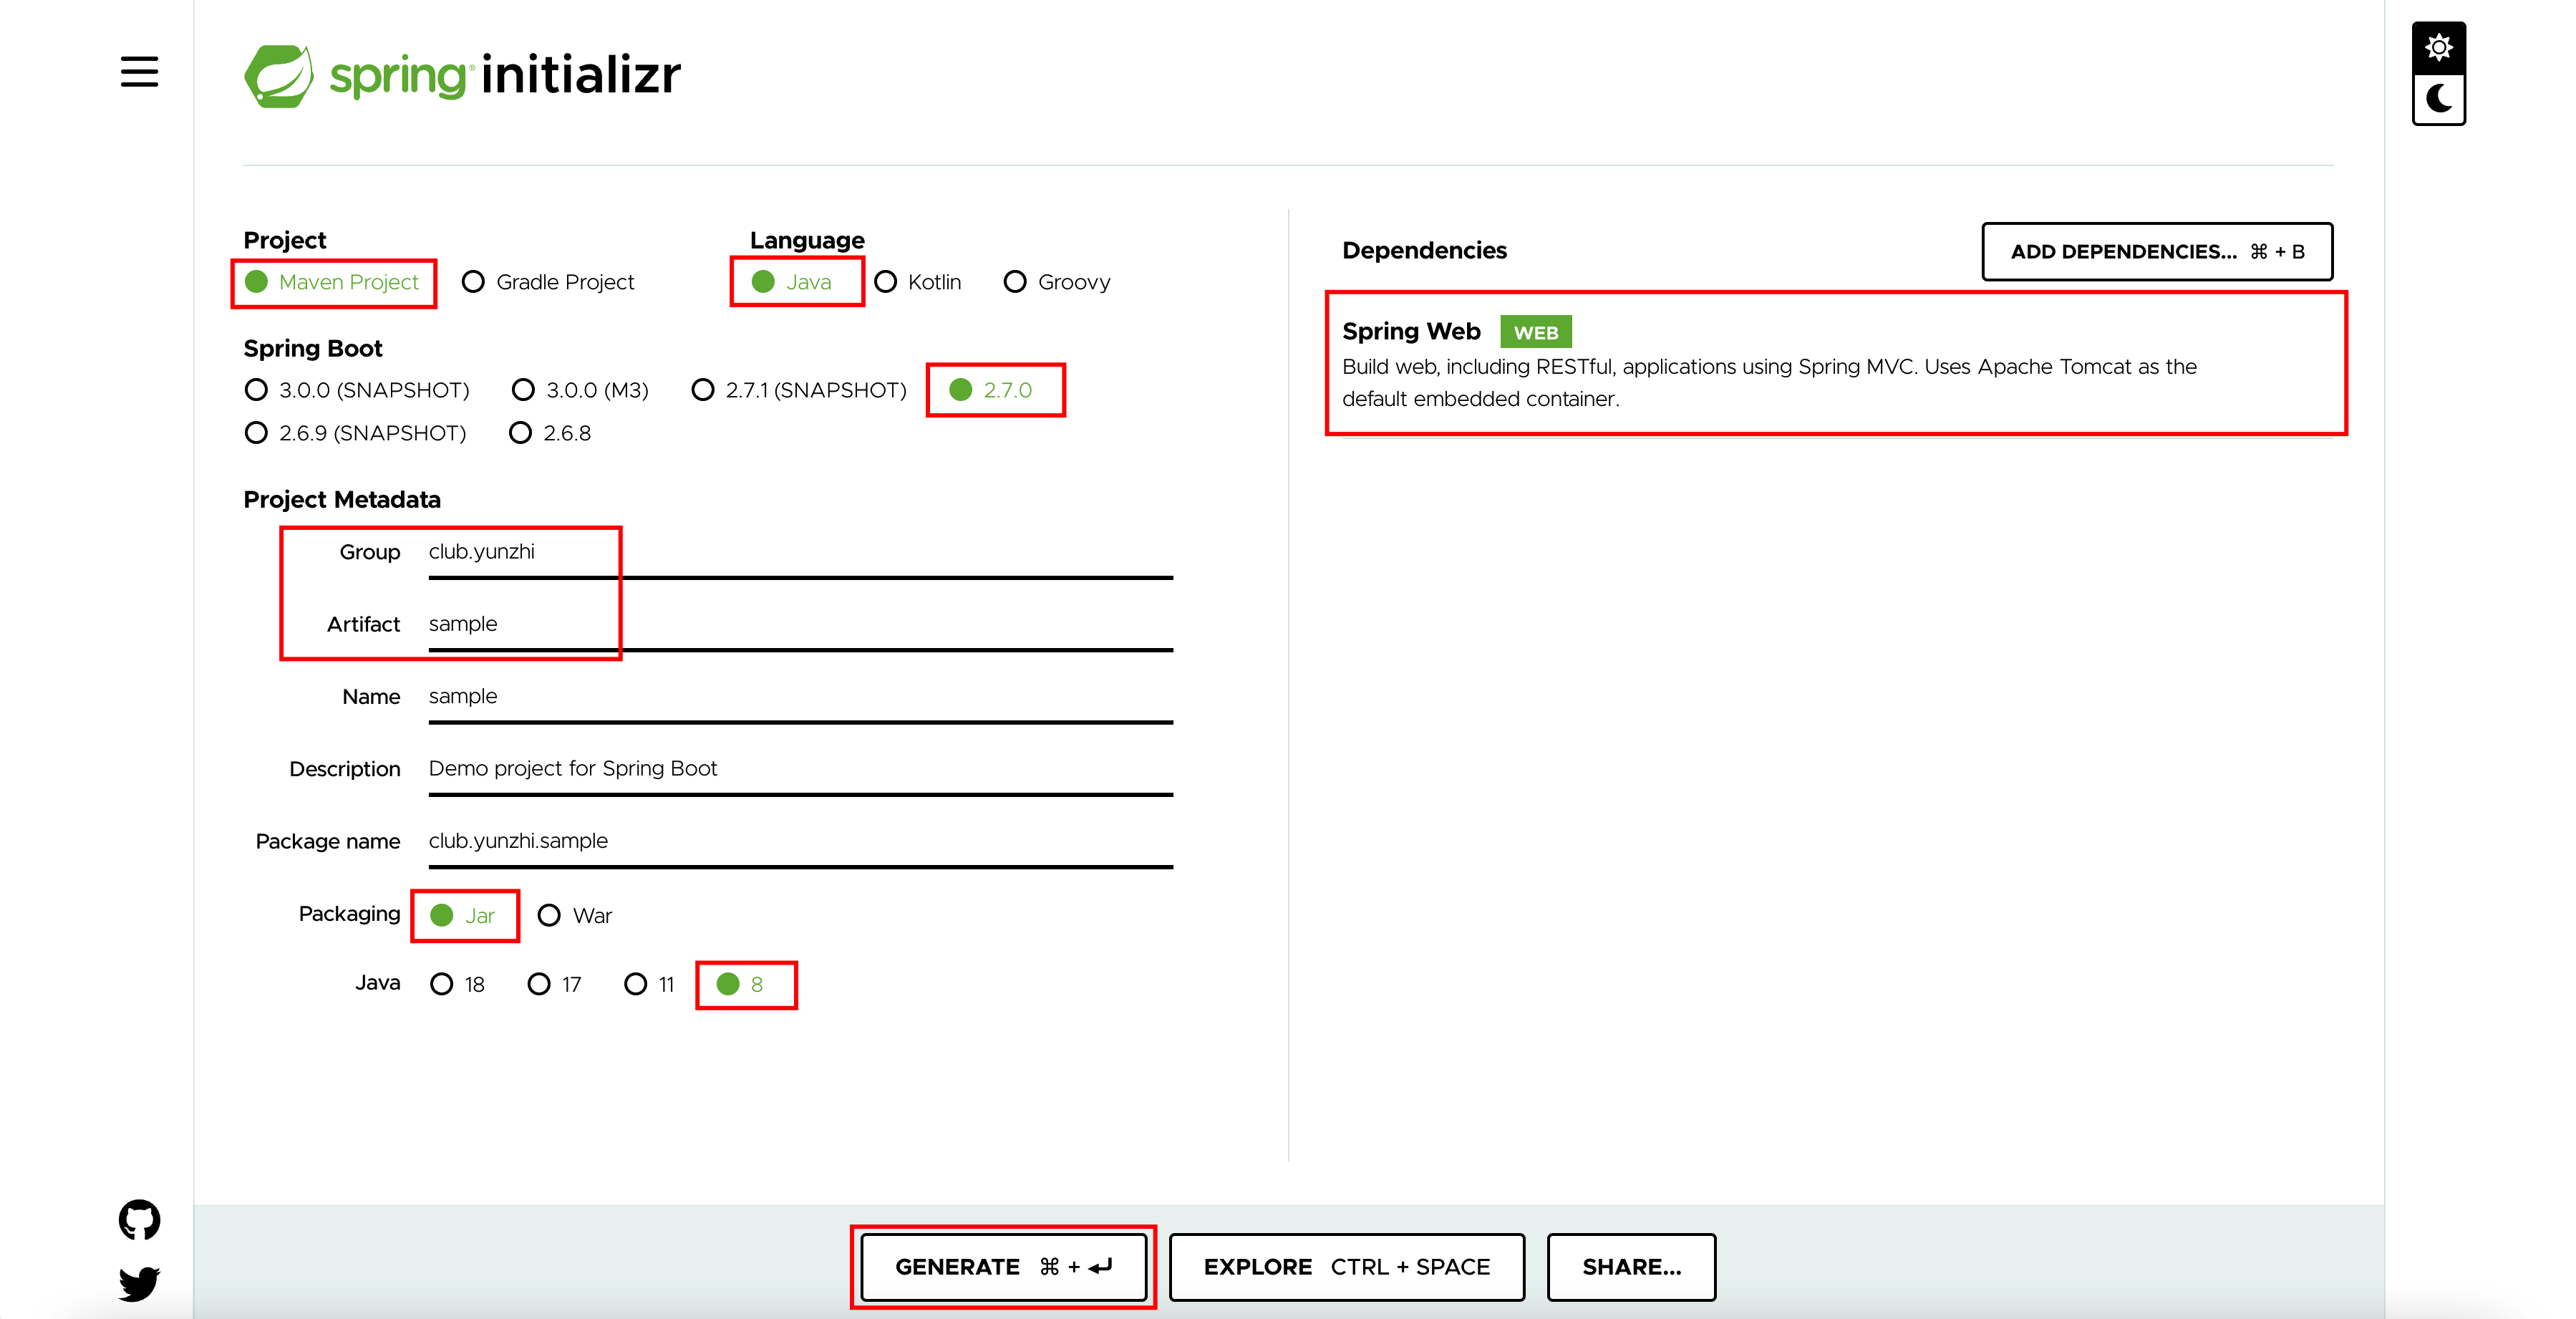 spring initializr
Project
Maven Project Gradle Project
Language
Java Kotlin Groovy
Spring Boot
3.0.0 (SNAPSHOT) 3.0.0 (M3) 2.7.1 (SNAPSHOT) 2.7.0
2.6.9 (SNAPSHOT) 2.6.8
Project Metadata
Group club.yunzhi
Artifact sample
Name sample
Description Demo project for Spring Boot
Package name club.yunzhi.sample
Packaging Jar War
Java 18 17 11 8
Dependencies
ADD DEPENDENCIES... ⌘ + B
Spring Web WEB
Build web, including RESTful, applications using Spring MVC. Uses Apache Tomcat as the
default embedded container.
GENERATE ⌘ + ↵
EXPLORE CTRL + SPACE
SHARE...